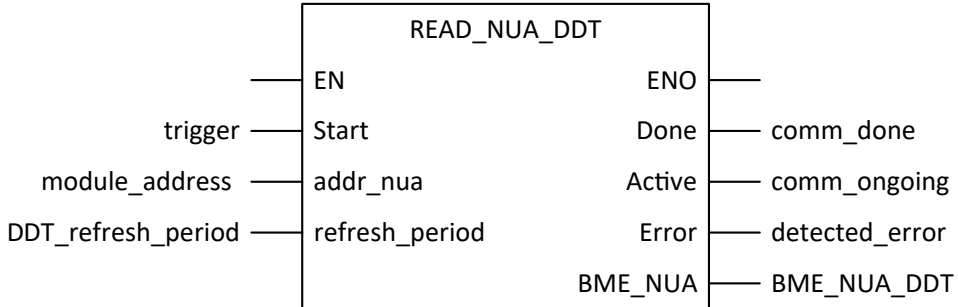 READ_NUA_DDT
EN ENO
trigger Start Done comm_done
module_address addr_nua Active comm_ongoing
DDT_refresh_period refresh_period Error detected_error
BME_NUA BME_NUA_DDT